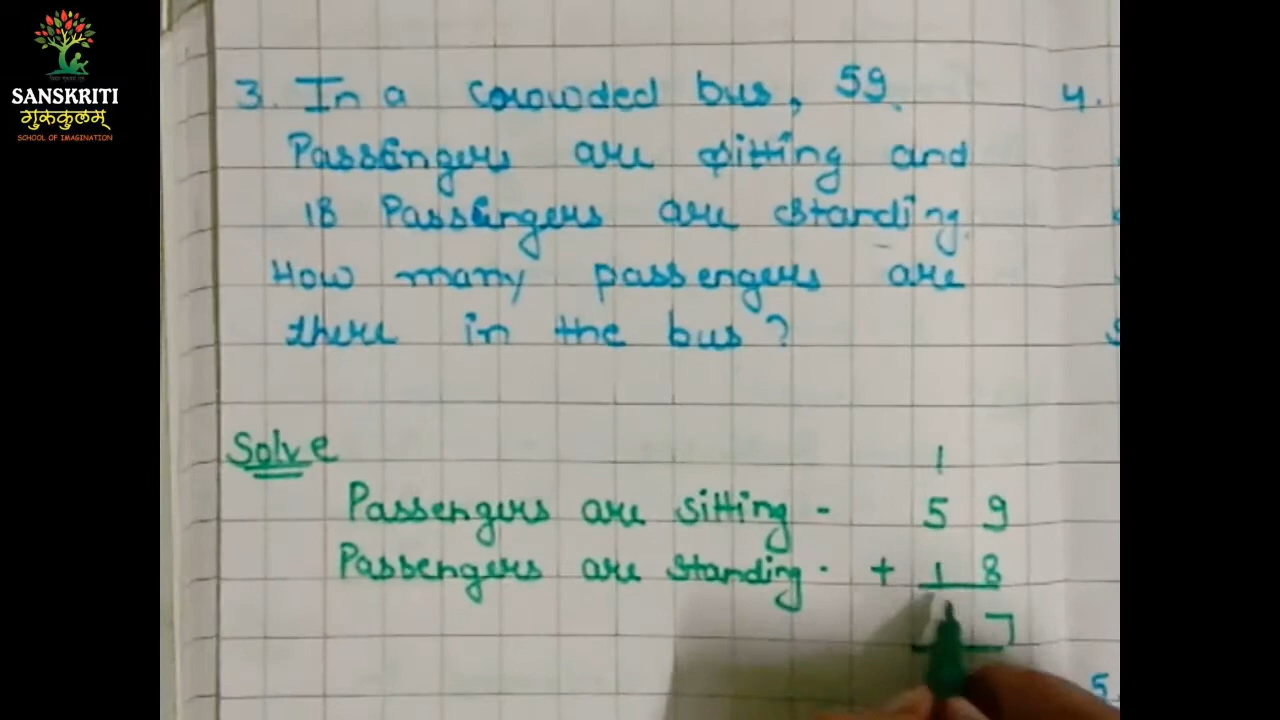 SANSKRITI
गुरुकुलम्
SCHOOL OF IMAGINATION
3. In a crowded bus, 59
Passengers are sitting and
18 Passengers are standing.
How many passengers are
there in the bus?
4.
Solve
1
Passengers are sitting - 5 9
Passengers are standing - + 1 8
7
5.